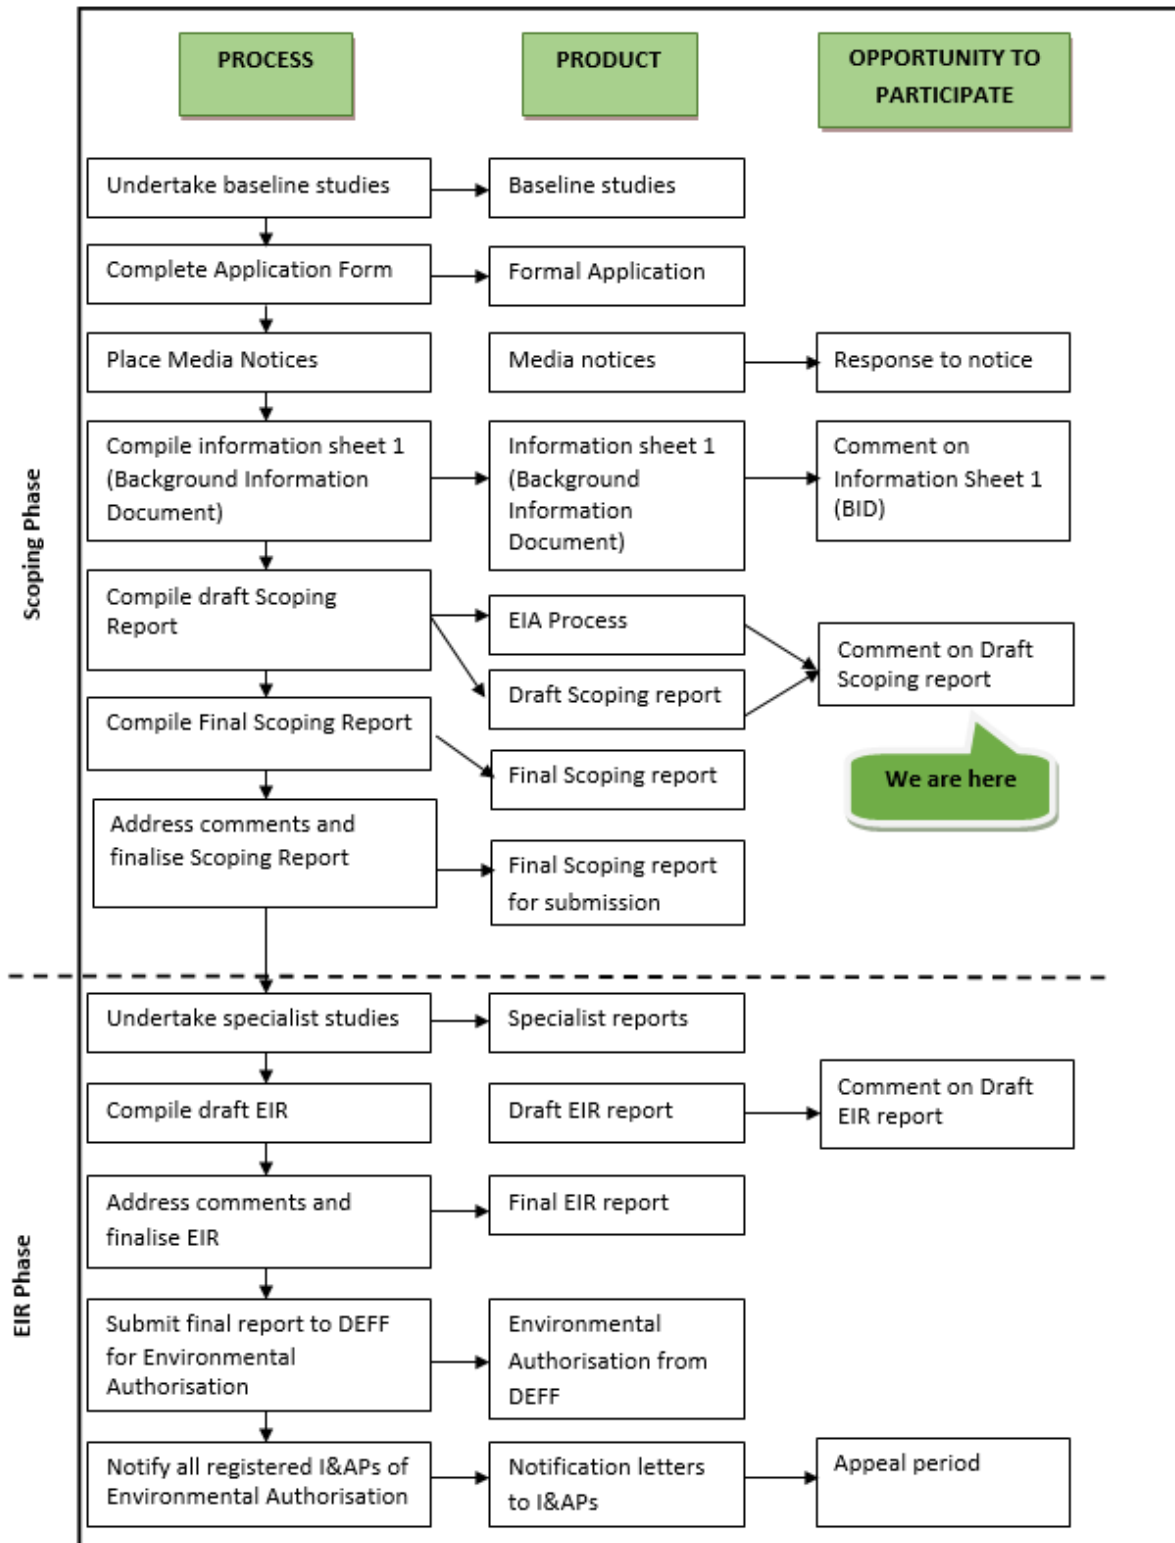 PROCESS
PRODUCT
OPPORTUNITY TO
PARTICIPATE
Scoping Phase
Undertake baseline studies
Baseline studies
Complete Application Form
Formal Application
Place Media Notices
Media notices
Response to notice
Compile information sheet 1
(Background Information
Document)
Information sheet 1
(Background
Information
Document)
Comment on
Information Sheet 1
(BID)
Compile draft Scoping
Report
EIA Process
Draft Scoping report
Comment on Draft
Scoping report
We are here
Compile Final Scoping Report
Final Scoping report
Address comments and
finalise Scoping Report
Final Scoping report
for submission
EIR Phase
Undertake specialist studies
Specialist reports
Compile draft EIR
Draft EIR report
Comment on Draft
EIR report
Address comments and
finalise EIR
Final EIR report
Submit final report to DEFF
for Environmental
Authorisation
Environmental
Authorisation from
DEFF
Notify all registered I&APs of
Environmental Authorisation
Notification letters
to I&APs
Appeal period